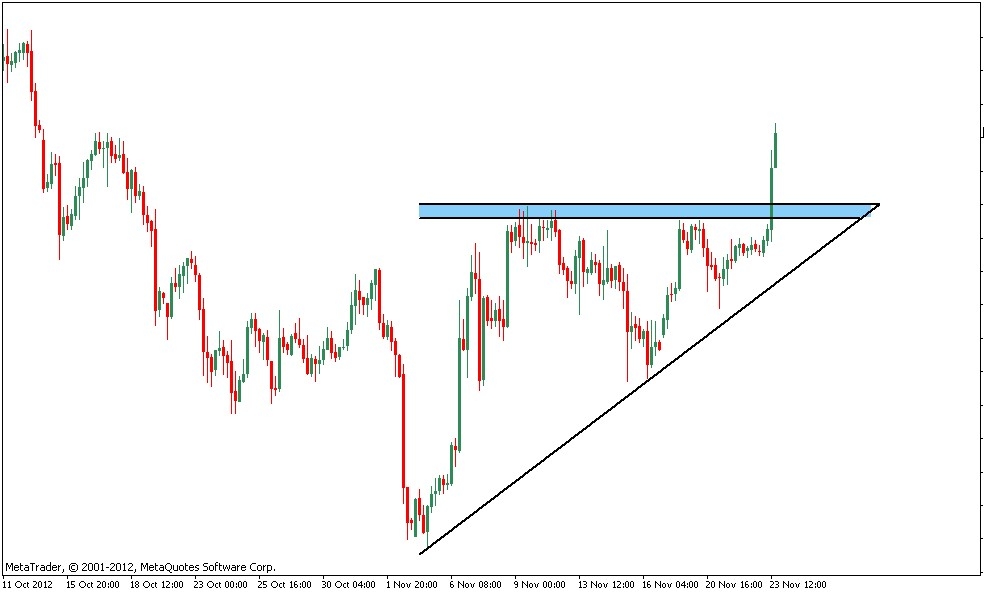 MetaTrader, © 2001-2012, MetaQuotes Software Corp.
11 Oct 2012 15 Oct 20:00 18 Oct 12:00 23 Oct 00:00 25 Oct 16:00 30 Oct 04:00 1 Nov 20:00 6 Nov 08:00 9 Nov 00:00 13 Nov 12:00 16 Nov 04:00 20 Nov 16:00 23 Nov 12:00